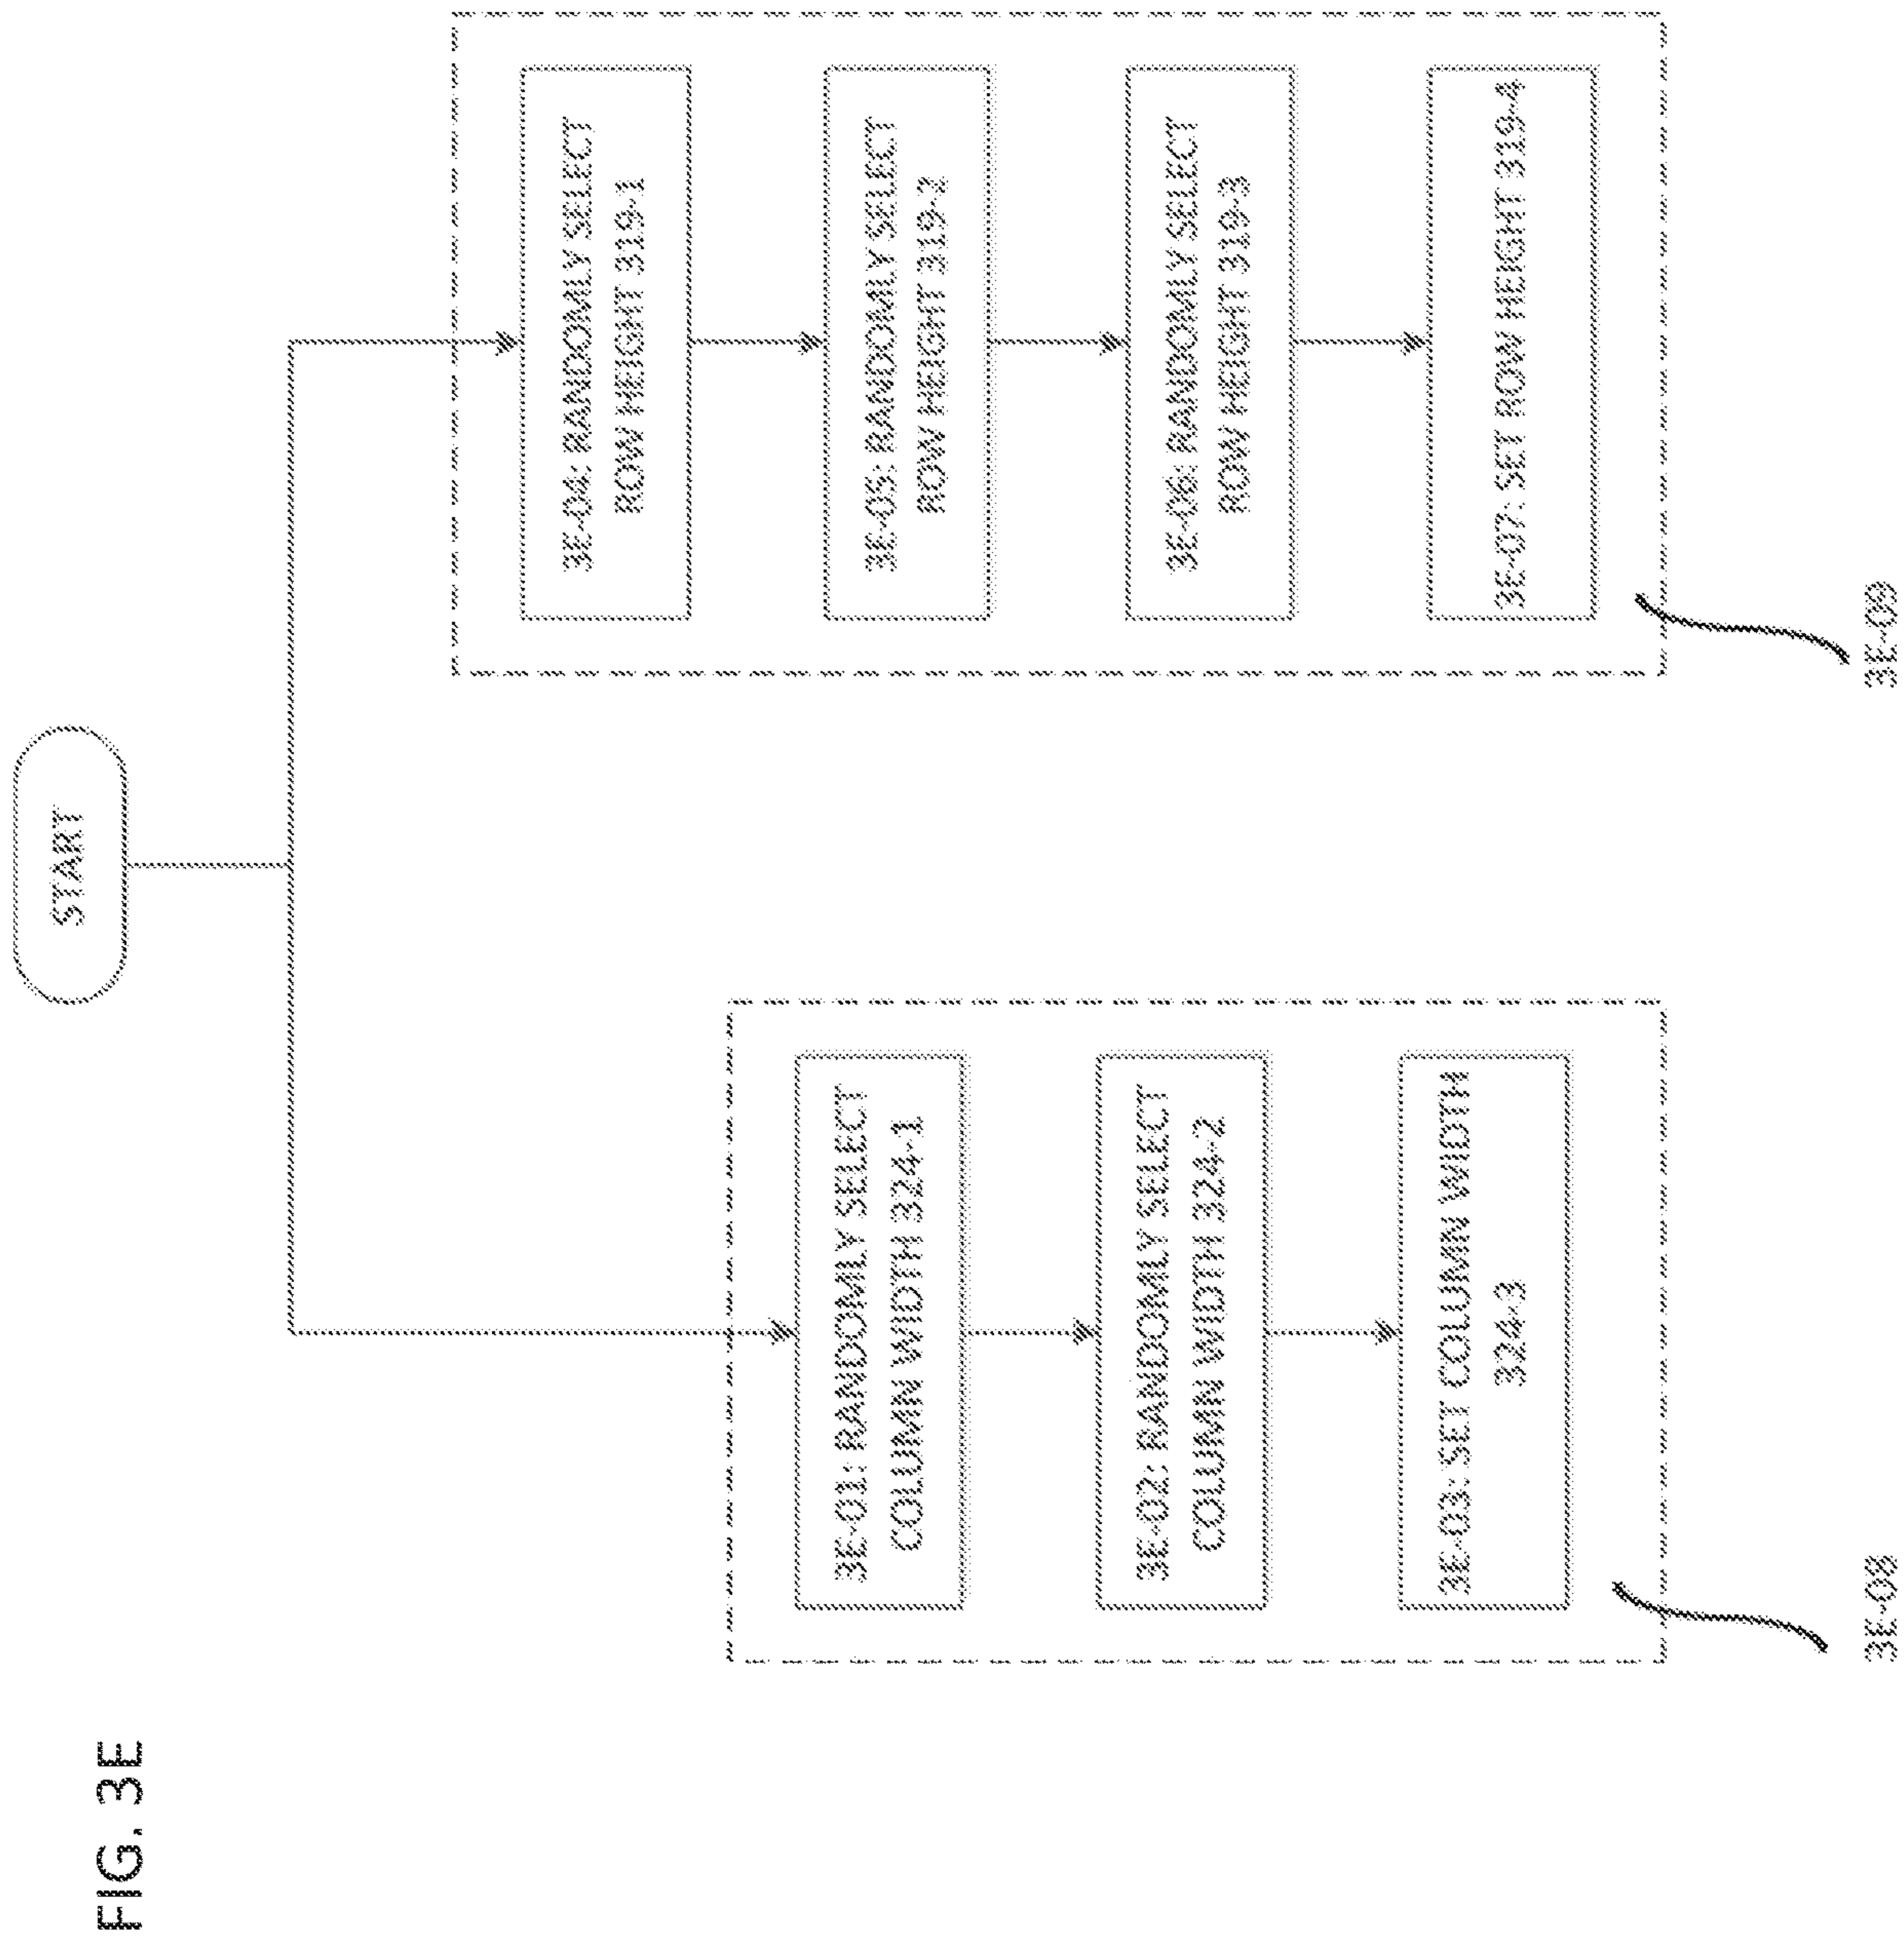 FIG. 3E
START
3E-01: RANDOMLY SELECT
COLUMN WIDTH 324-1
3E-02: RANDOMLY SELECT
COLUMN WIDTH 324-2
3E-03: SET COLUMN WIDTH
324-3
3E-08
3E-04: RANDOMLY SELECT
ROW HEIGHT 319-1
3E-05: RANDOMLY SELECT
ROW HEIGHT 319-2
3E-06: RANDOMLY SELECT
ROW HEIGHT 319-3
3E-07: SET ROW HEIGHT 319-4
3E-09